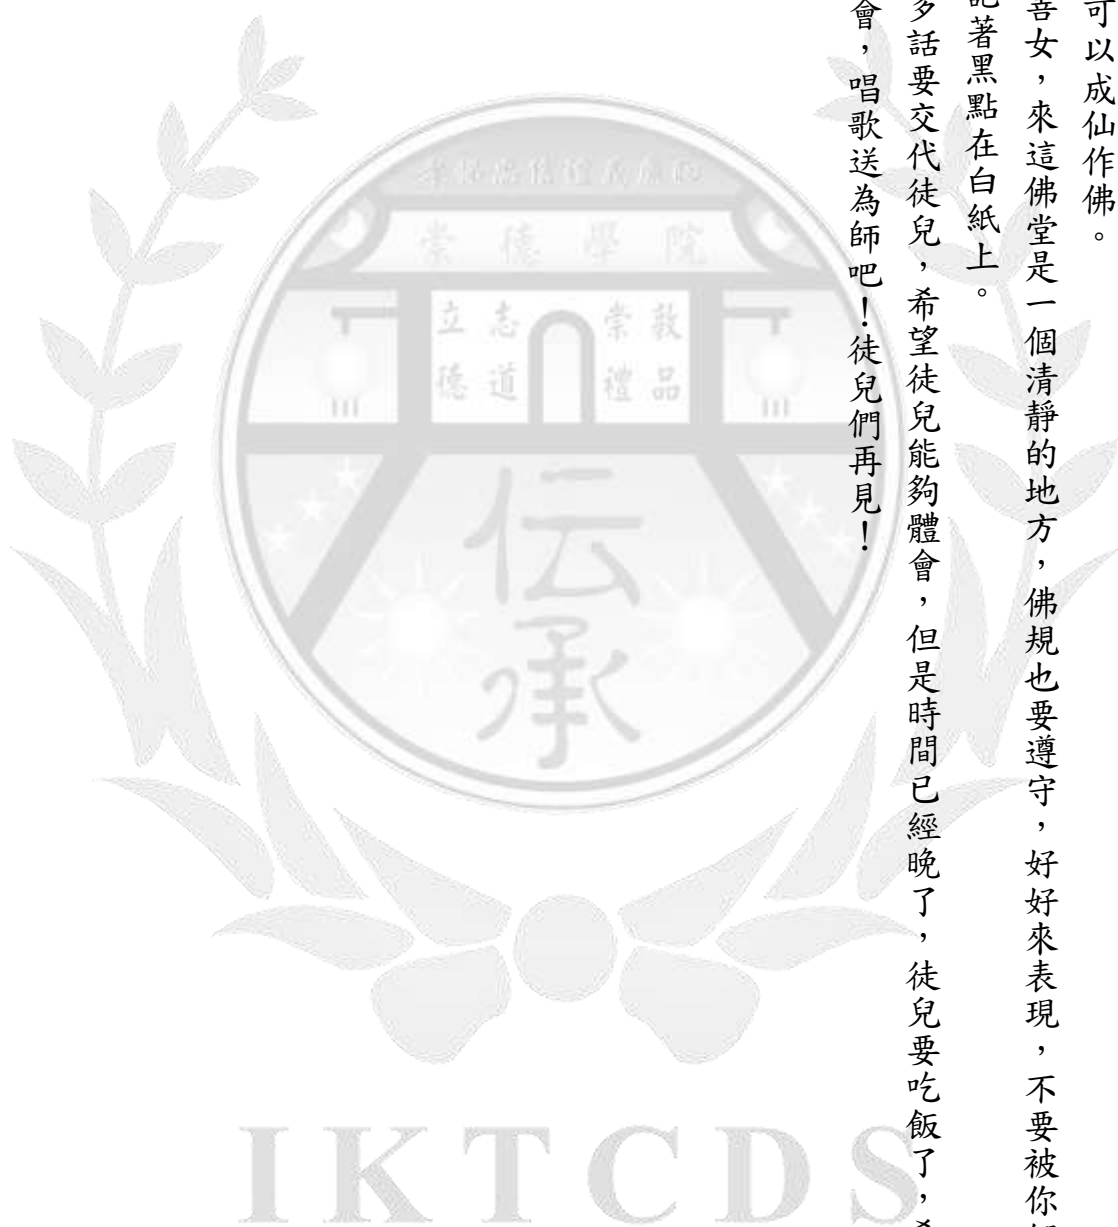 可以成仙作佛。
善女，來這佛堂是一個清靜的地方，佛規也要遵守，好好來表現，不要被你
記著黑點在白紙上。
多話要交代徒兒，希望徒兒能夠體會，但是時間已經晚了，徒兒要吃飯了，
會，唱歌送為師吧！徒兒們再見！
崇德學院
立德
志道
崇禮
敦品
伝承
IKTCDS